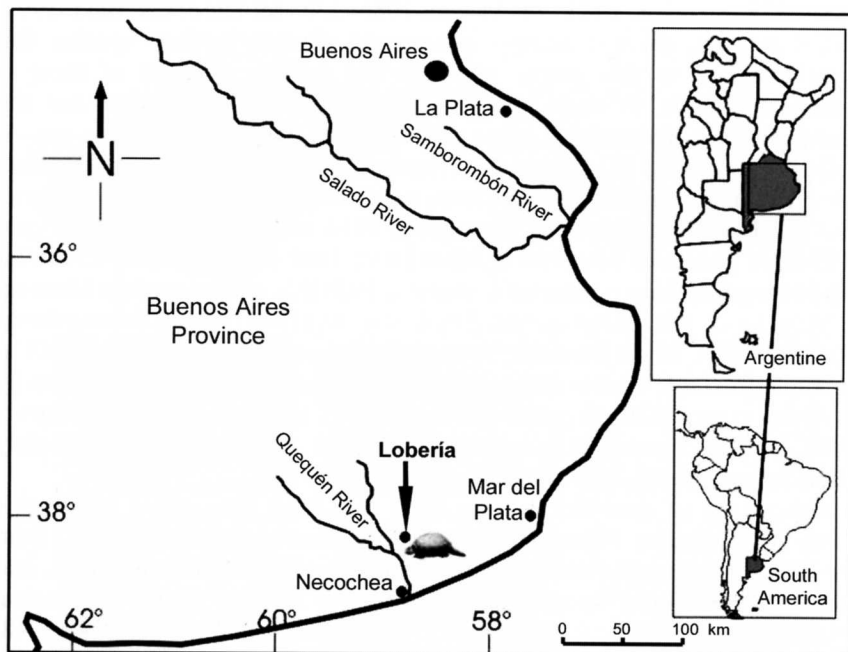 Buenos Aires
La Plata
Samborombón River
Salado River
N
36°
Buenos Aires
Province
Quequén River
Lobería
Mar del
Plata
38°
Necochea
62°
60°
58°
0 50 100 km
Argentine
South
America